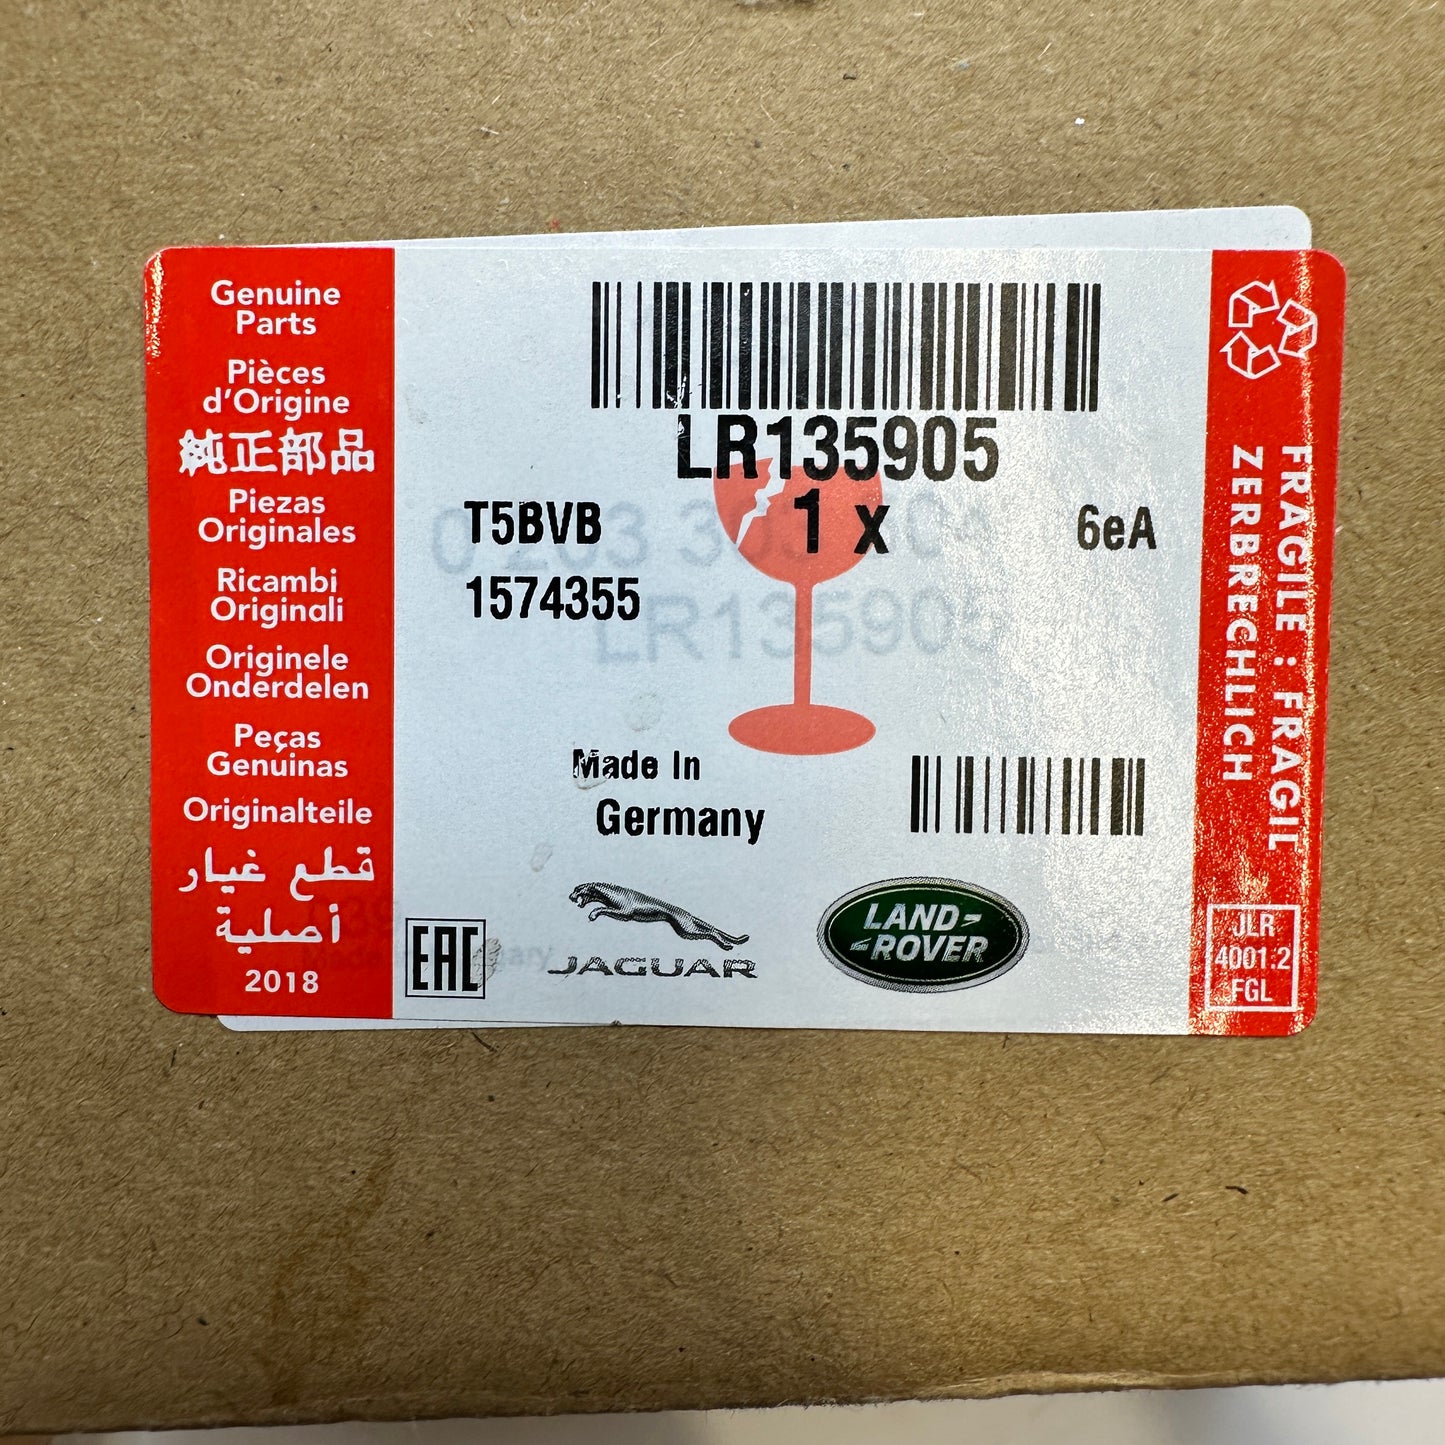 Genuine
Parts
Pièces
d'Origine
純正部品
Piezas
Originales
Ricambi
Originali
Originele
Onderdelen
Peças
Genuinas
Originalteile
قطع غيار
أصلية
2018
LR135905
T5BVB
1 x
6eA
1574355
LR135905
Made In
Germany
EAC
JAGUAR
LAND-
ROVER
FRAGILE : FRAGIL
ZERBRECHLICH
JLR
4001.2
FGL